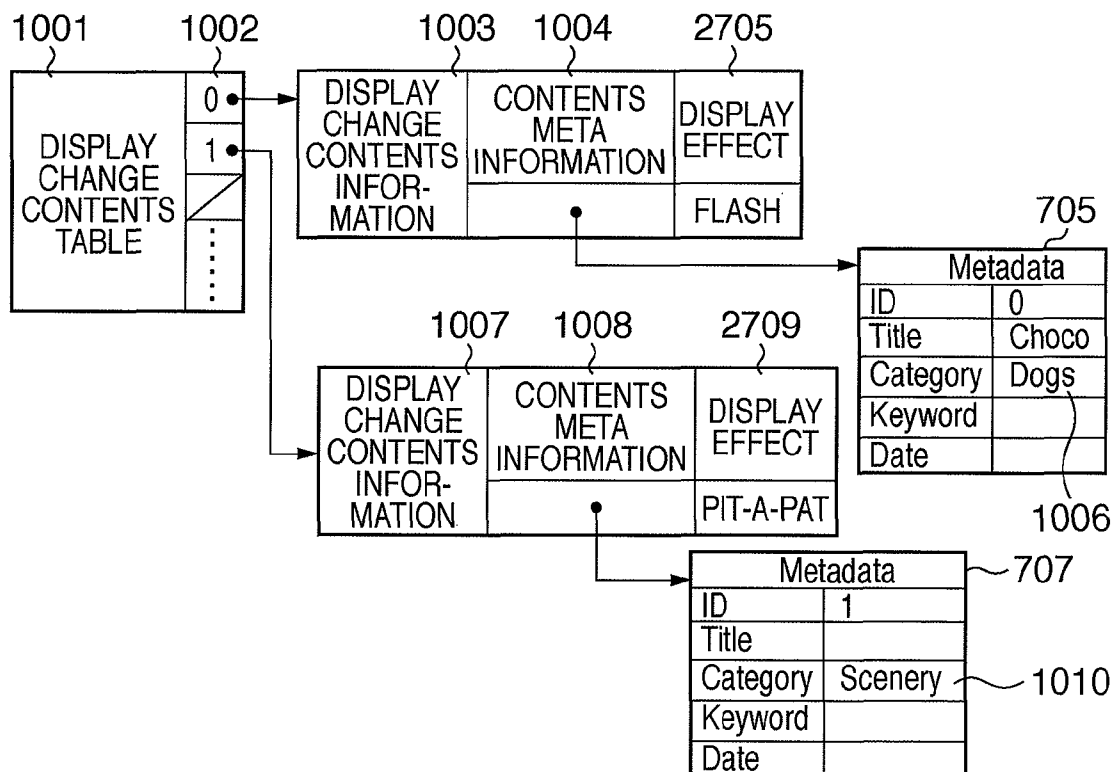 1001 1002 1003 1004 2705
DISPLAY
CHANGE
CONTENTS
TABLE
0
1
DISPLAY
CHANGE
CONTENTS
INFOR-
MATION
CONTENTS
META
INFORMATION
DISPLAY
EFFECT
FLASH
705
Metadata
ID 0
Title Choco
Category Dogs
Keyword
Date
1006
1007 1008 2709
DISPLAY
CHANGE
CONTENTS
INFOR-
MATION
CONTENTS
META
INFORMATION
DISPLAY
EFFECT
PIT-A-PAT
707
Metadata
ID 1
Title
Category Scenery 1010
Keyword
Date